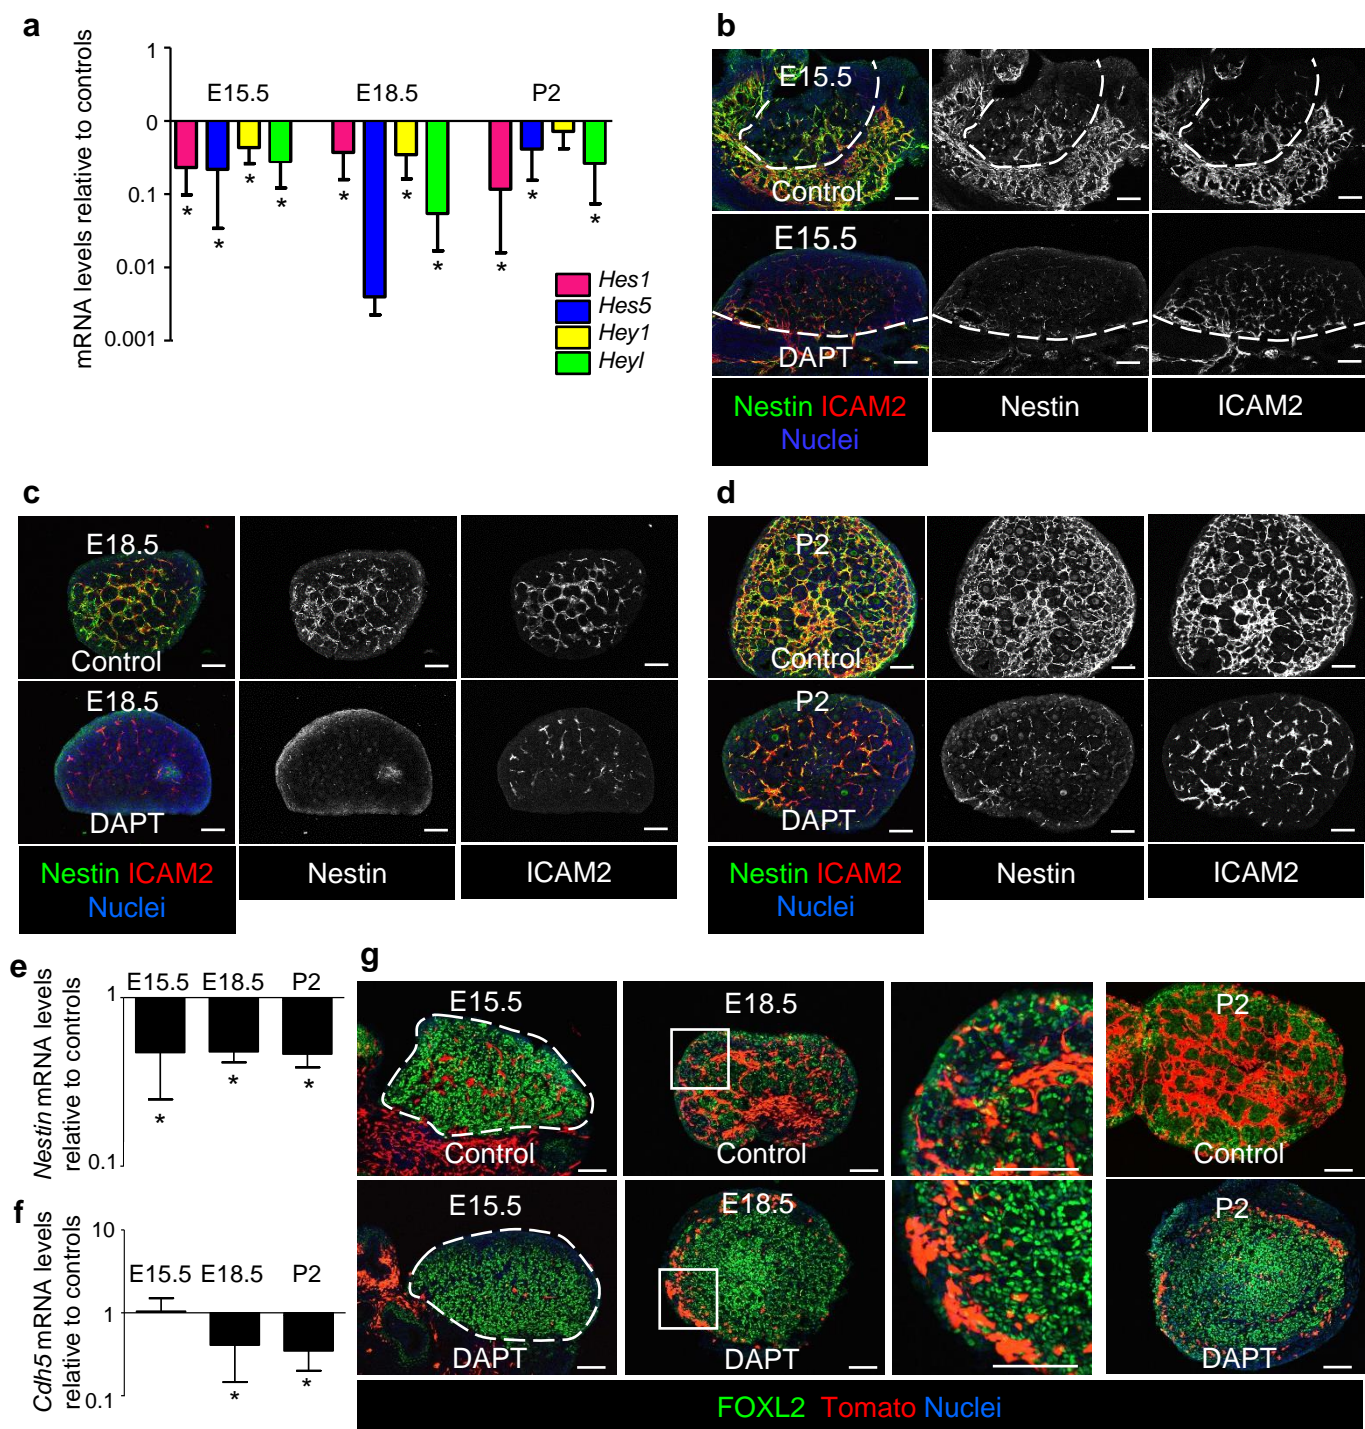 a
mRNA levels relative to controls
1
0
0.1
0.01
0.001
E15.5 E18.5 P2
* * * * * * * * * *
Hes1
Hes5
Hey1
Heyl
b
E15.5
Control
E15.5
DAPT
Nestin ICAM2
Nuclei
Nestin
ICAM2
c
E18.5
Control
E18.5
DAPT
Nestin ICAM2
Nuclei
Nestin
ICAM2
d
P2
Control
P2
DAPT
Nestin ICAM2
Nuclei
Nestin
ICAM2
e
Nestin mRNA levels
relative to controls
E15.5 E18.5 P2
1
0.1
* * *
f
Cdh5 mRNA levels
relative to controls
10
1
0.1
E15.5 E18.5 P2
* *
g
E15.5
Control
E18.5
Control
P2
Control
E15.5
DAPT
E18.5
DAPT
P2
DAPT
FOXL2 Tomato Nuclei